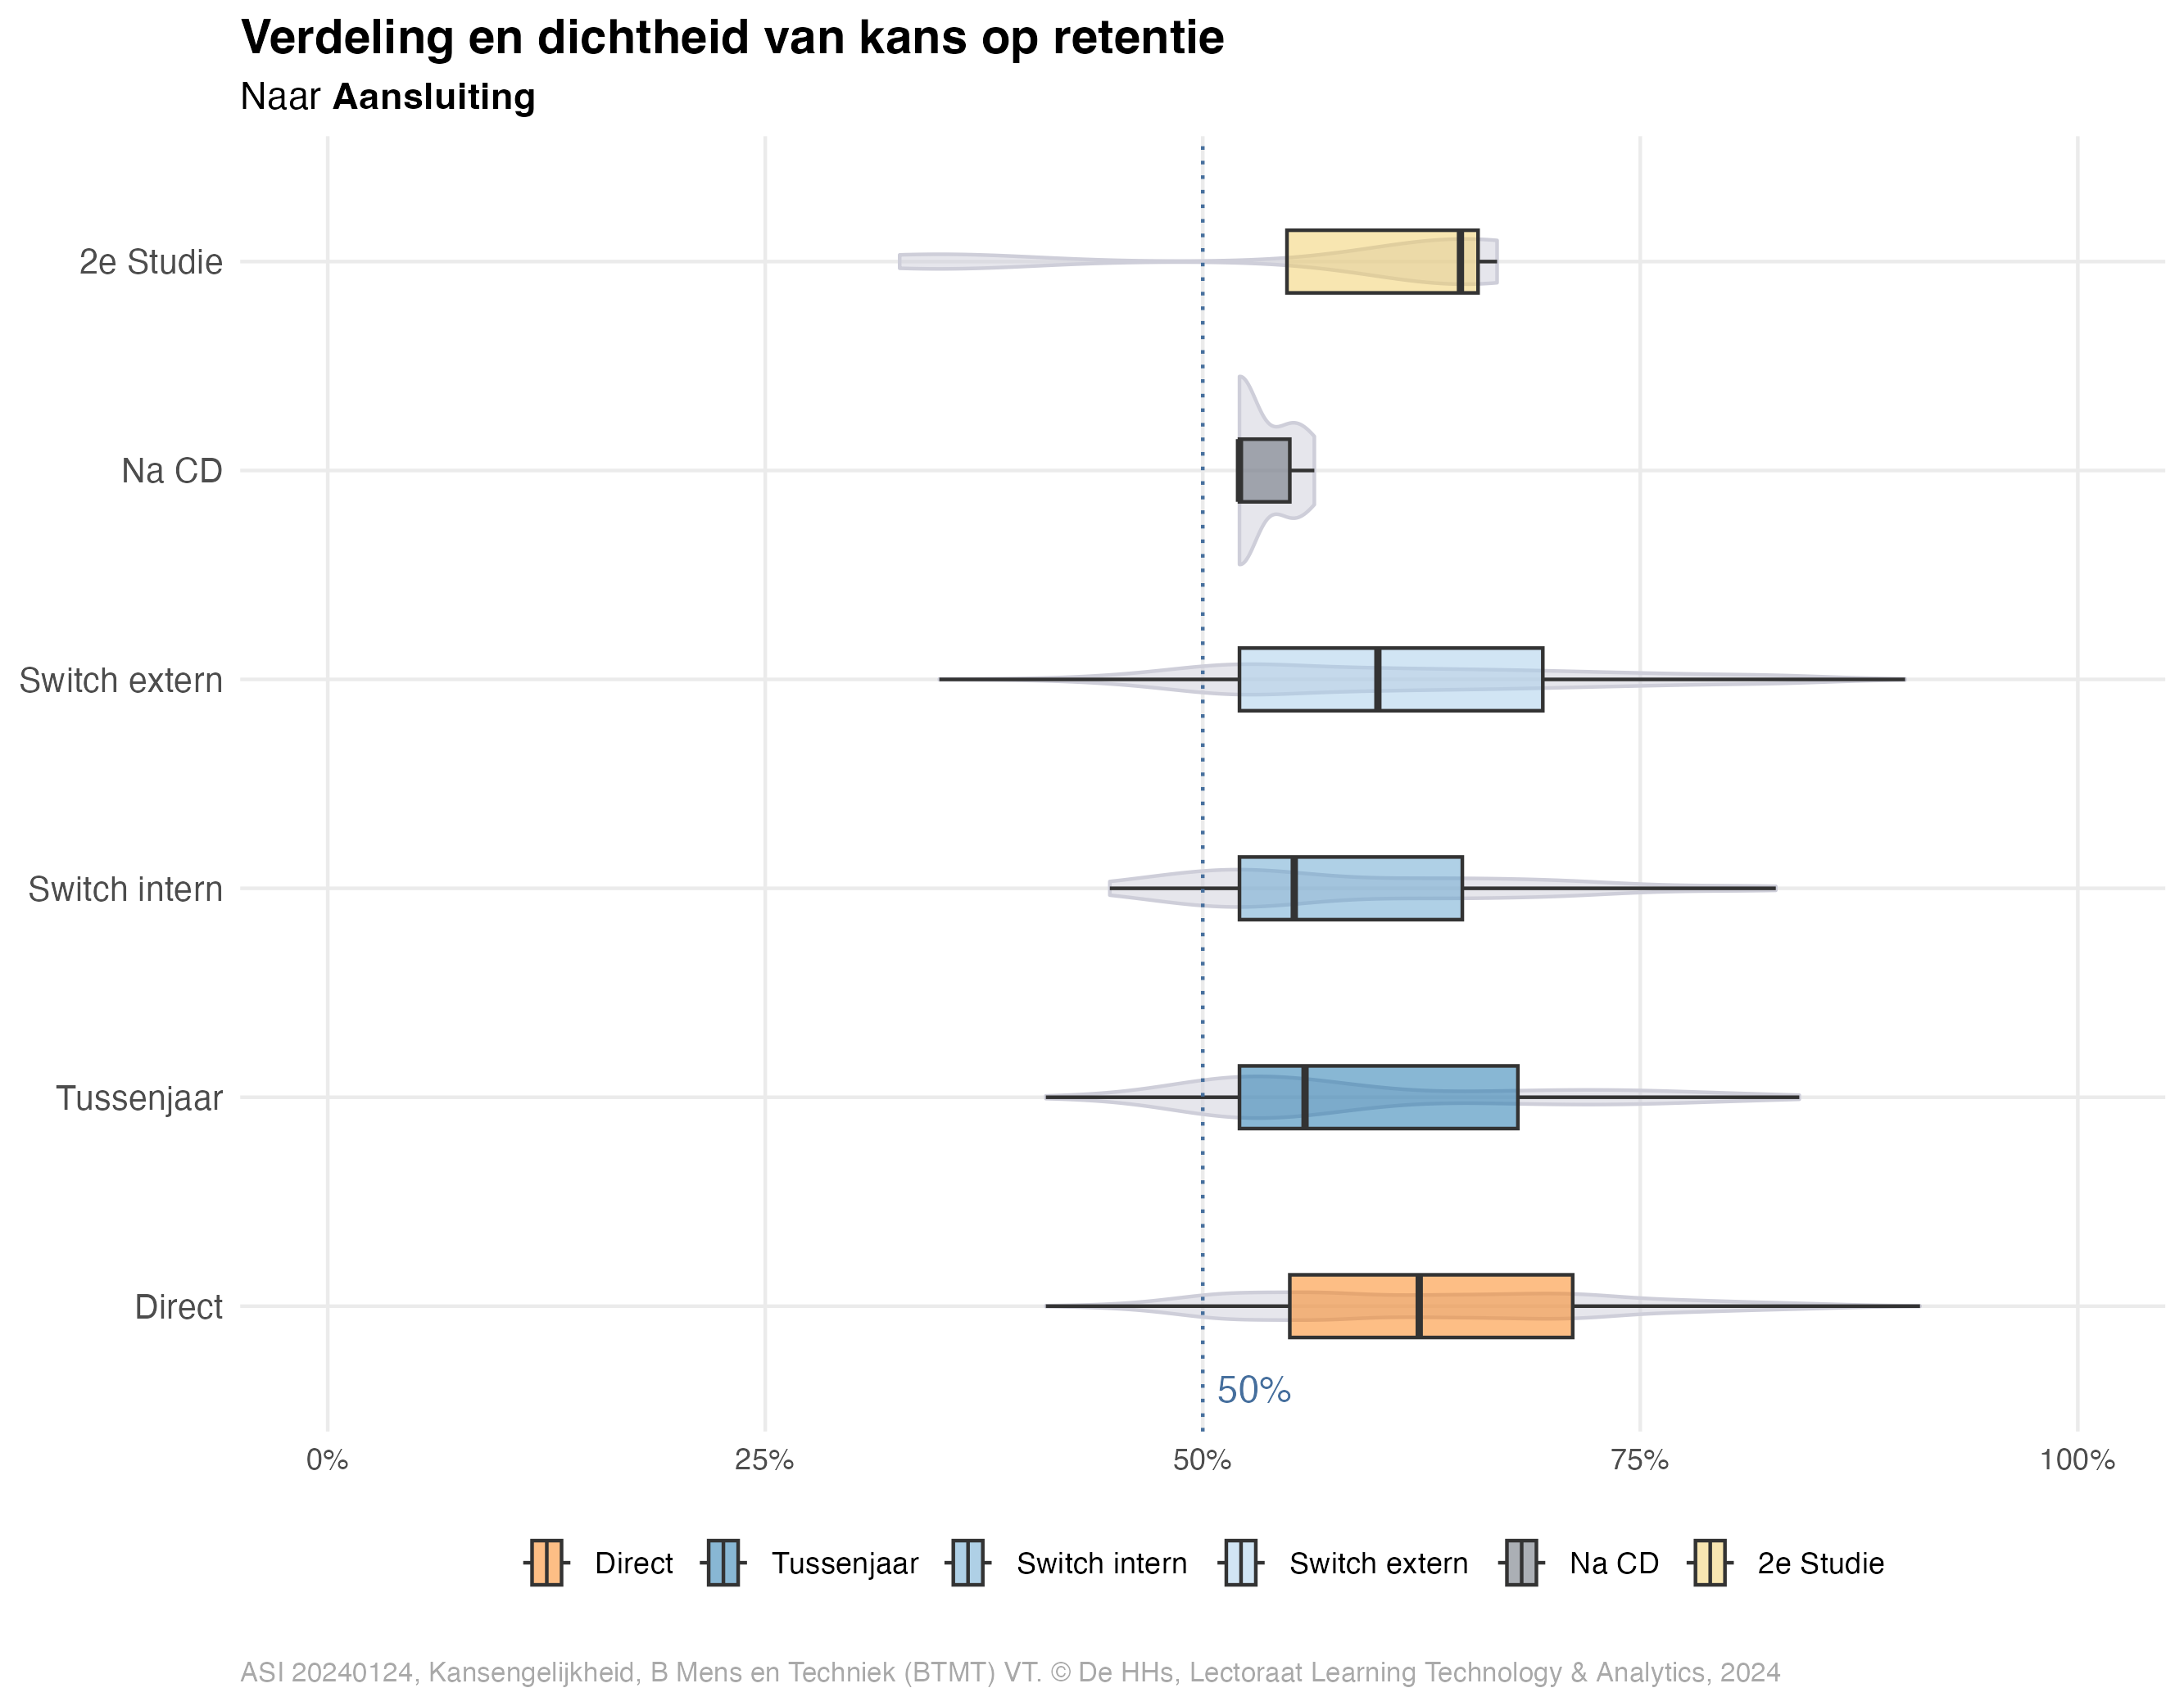 Verdeling en dichtheid van kans op retentie
Naar Aansluiting
2e Studie
Na CD
Switch extern
Switch intern
Tussenjaar
Direct
50%
0% 25% 50% 75% 100%
Direct Tussenjaar Switch intern Switch extern Na CD 2e Studie
ASI 20240124, Kansengelijkheid, B Mens en Techniek (BTMT) VT. © De HHs, Lectoraat Learning Technology & Analytics, 2024